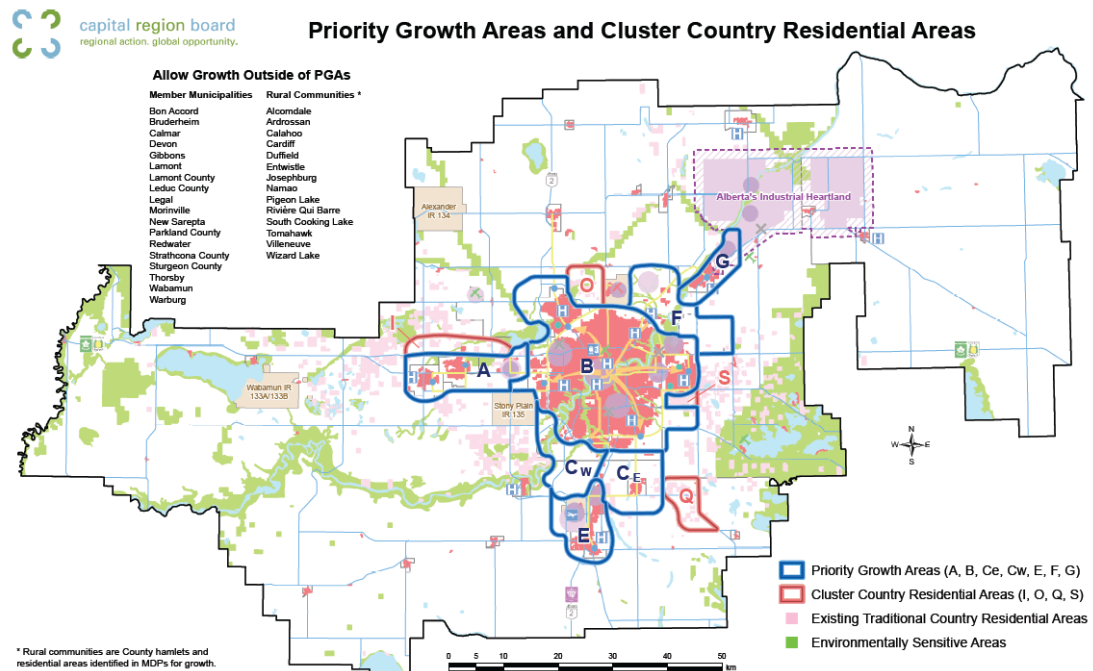 capital region board
regional action. global opportunity.
Priority Growth Areas and Cluster Country Residential Areas
Allow Growth Outside of PGAs
Member Municipalities
Bon Accord
Bruderheim
Calmar
Devon
Gibbons
Lamont
Lamont County
Leduc County
Legal
Morinville
New Sarepta
Parkland County
Redwater
Strathcona County
Sturgeon County
Thorsby
Wabamun
Warburg
Rural Communities *
Alcomdale
Ardrossan
Calahoo
Cardiff
Duffield
Entwistle
Josephburg
Namao
Pigeon Lake
Rivière Qui Barre
South Cooking Lake
Tomahawk
Villeneuve
Wizard Lake
H
2
Alberta's Industrial Heartland
Alexander
IR 134
H
G
O
H
F
I
H
H
B
H
A
H
H
H
H
S
Wabamun IR
133A/133B
Stony Plain
IR 135
H
N
W E
S
Cw
CE
H
Q
E
H
2
Priority Growth Areas (A, B, Ce, Cw, E, F, G)
Cluster Country Residential Areas (I, O, Q, S)
Existing Traditional Country Residential Areas
Environmentally Sensitive Areas
* Rural communities are County hamlets and
residential areas identified in MDPs for growth.
0 10 20 30 40 50
km